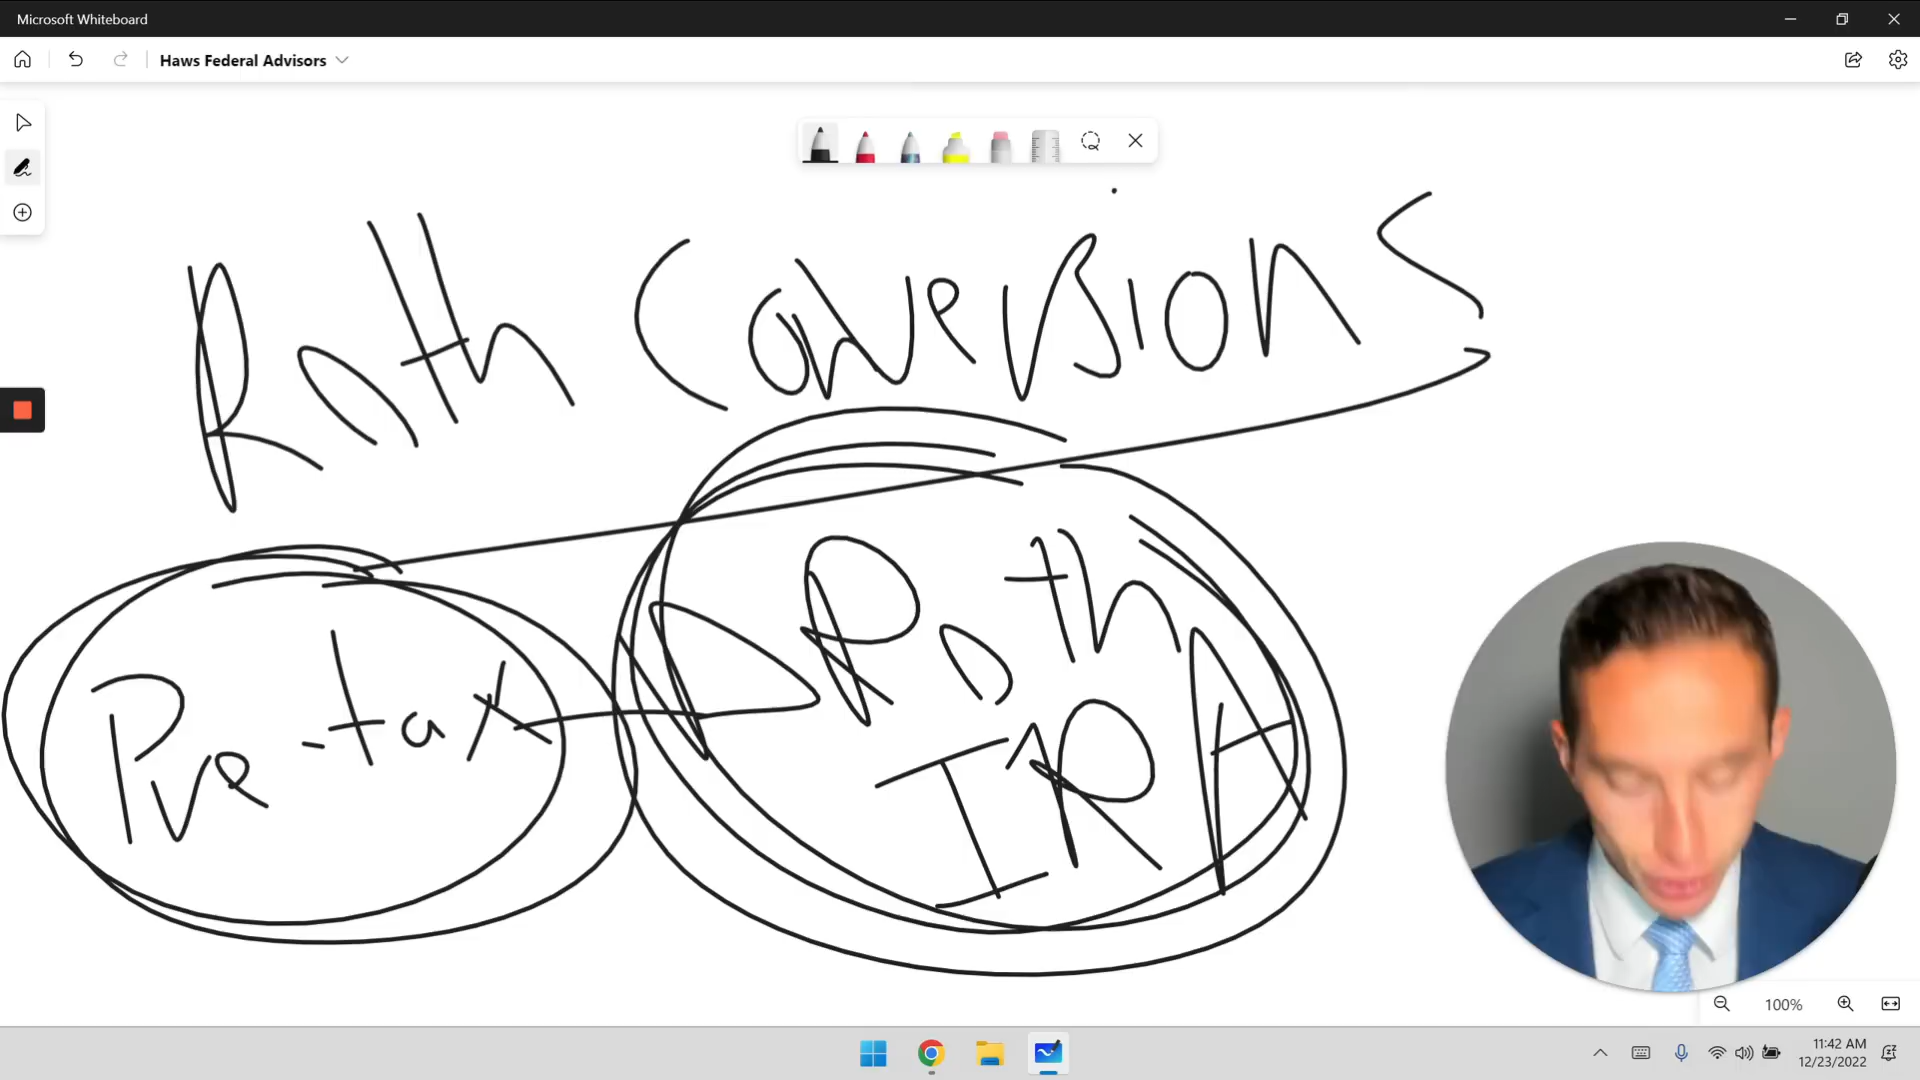 Microsoft Whiteboard
Haws Federal Advisors
Roth Conversions
Pre-tax
Roth
IRA
100%
11:42 AM
12/23/2022